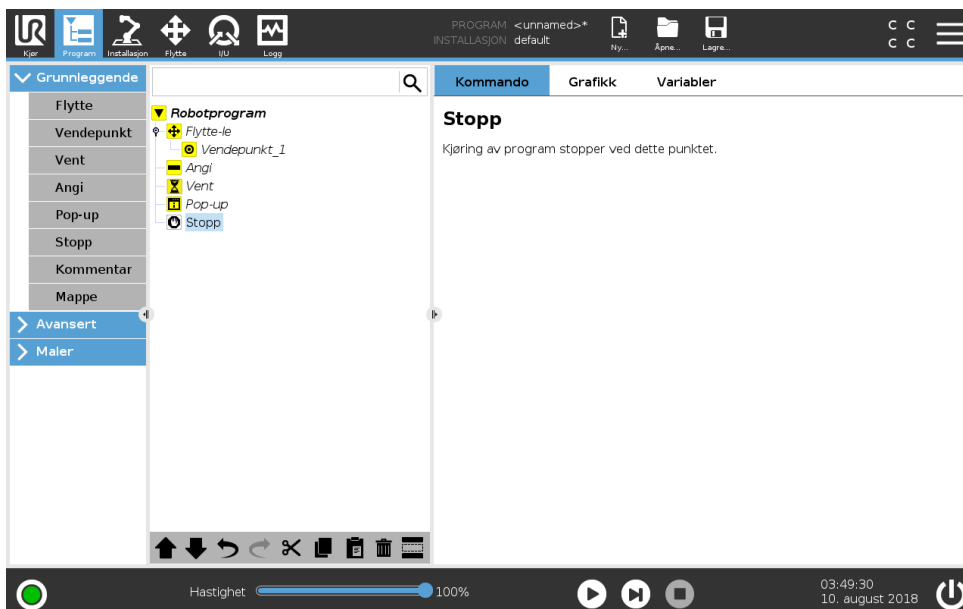 PROGRAM <unnamed>*
INSTALLASJON default
C C
C C
Kjør Program Installasjon Flytte I/U Logg Ny... Åpne... Lagre...
Grunnleggende
Flytte
Vendepunkt
Vent
Angi
Pop-up
Stopp
Kommentar
Mappe
Avansert
Maler
Robotprogram
Flytte-le
Vendepunkt_1
Angi
Vent
Pop-up
Stopp
Kommando Grafikk Variabler
Stopp
Kjøring av program stopper ved dette punktet.
Hastighet 100%
03:49:30
10. august 2018